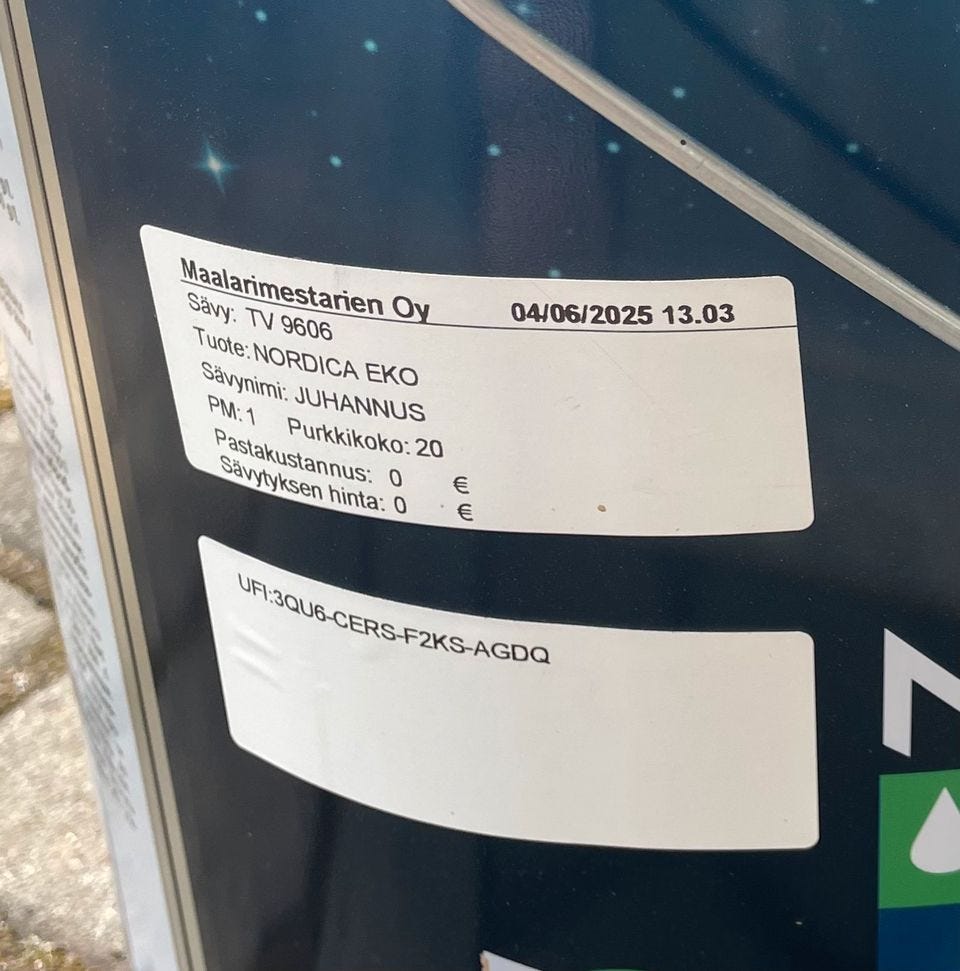 Maalarimestarien Oy 04/06/2025 13.03
Sävy: TV 9606
Tuote: NORDICA EKO
Sävynimi: JUHANNUS
PM: 1 Purkkikoko: 20
Pastakustannus: 0 €
Sävytyksen hinta: 0 €
UFI:3QU6-CERS-F2KS-AGDQ